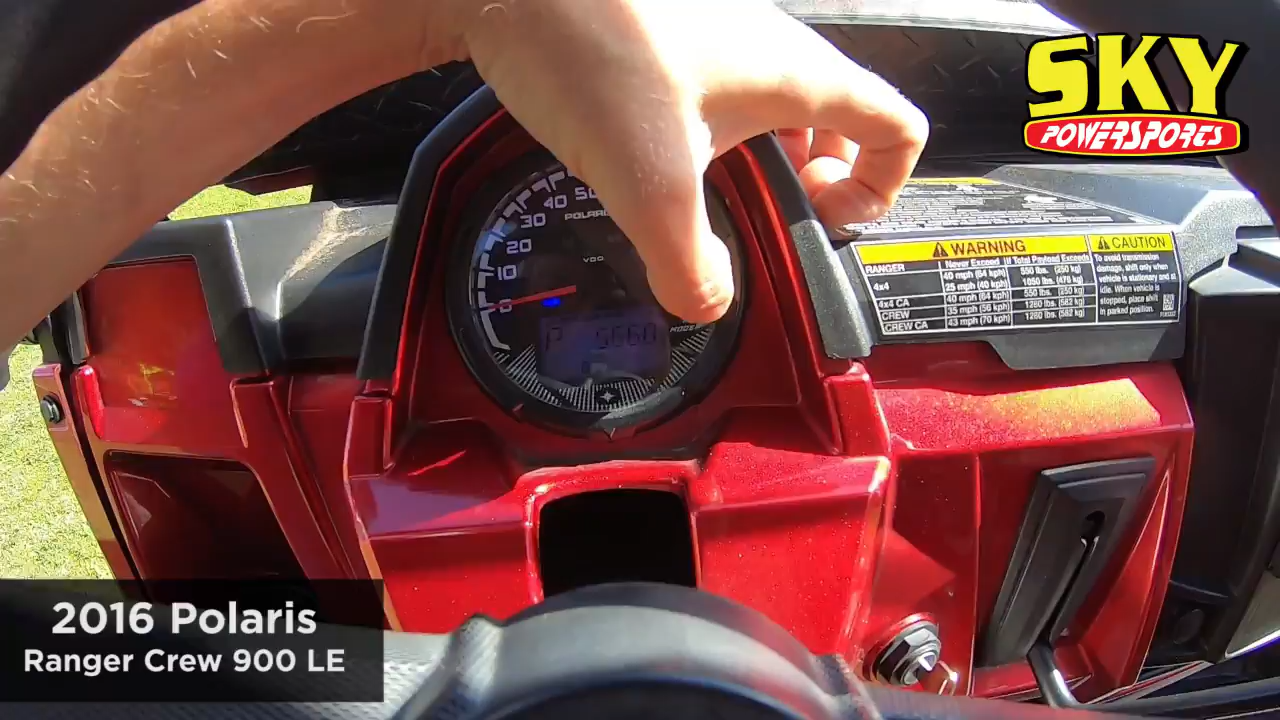 SKY
POWERSPORTS
50
40
30
20
10
0
POLARIS
VDO
P 5660
MODE
WARNING
RANGER Never Exceed If Total Payload Exceeds
4x4 40 mph (64 kph) 550 lbs. (250 kg)
25 mph (40 kph) 1050 lbs. (476 kg)
4x4 CA 40 mph (64 kph) 550 lbs. (250 kg)
CREW 35 mph (56 kph) 1280 lbs. (582 kg)
CREW CA 43 mph (70 kph) 1280 lbs. (582 kg)
CAUTION
To avoid transmission
damage, shift only when
vehicle is stationary and at
idle. When vehicle is
stopped, place shift
in parked position.
2016 Polaris
Ranger Crew 900 LE